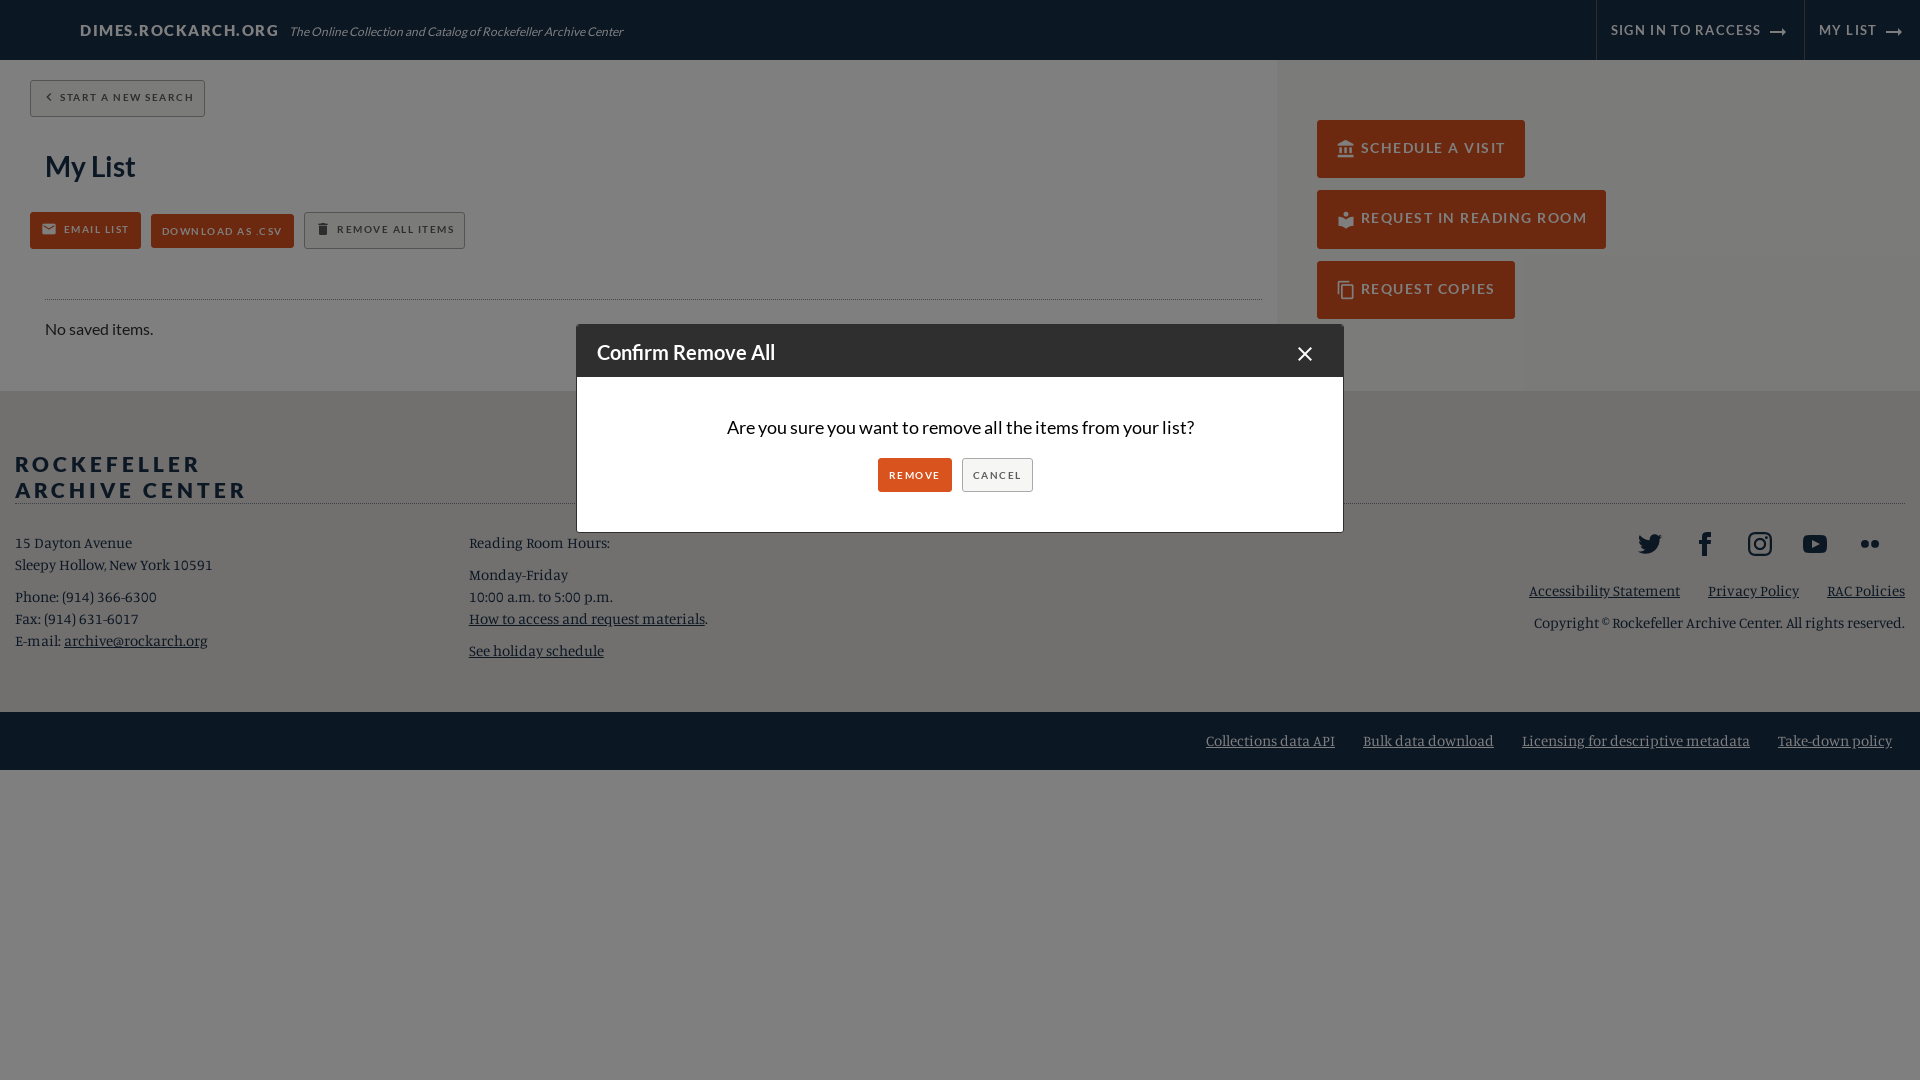 DIMES.ROCKARCH.ORG The Online Collection and Catalog of Rockefeller Archive Center
SIGN IN TO RACCESS
MY LIST
START A NEW SEARCH
My List
EMAIL LIST
DOWNLOAD AS .CSV
REMOVE ALL ITEMS
No saved items.
SCHEDULE A VISIT
REQUEST IN READING ROOM
REQUEST COPIES
Confirm Remove All
Are you sure you want to remove all the items from your list?
REMOVE
CANCEL
ROCKEFELLER
ARCHIVE CENTER
15 Dayton Avenue
Sleepy Hollow, New York 10591
Phone: (914) 366-6300
Fax: (914) 631-6017
E-mail: archive@rockarch.org
Reading Room Hours:
Monday-Friday
10:00 a.m. to 5:00 p.m.
How to access and request materials.
See holiday schedule
Accessibility Statement
Privacy Policy
RAC Policies
Copyright © Rockefeller Archive Center. All rights reserved.
Collections data API
Bulk data download
Licensing for descriptive metadata
Take-down policy